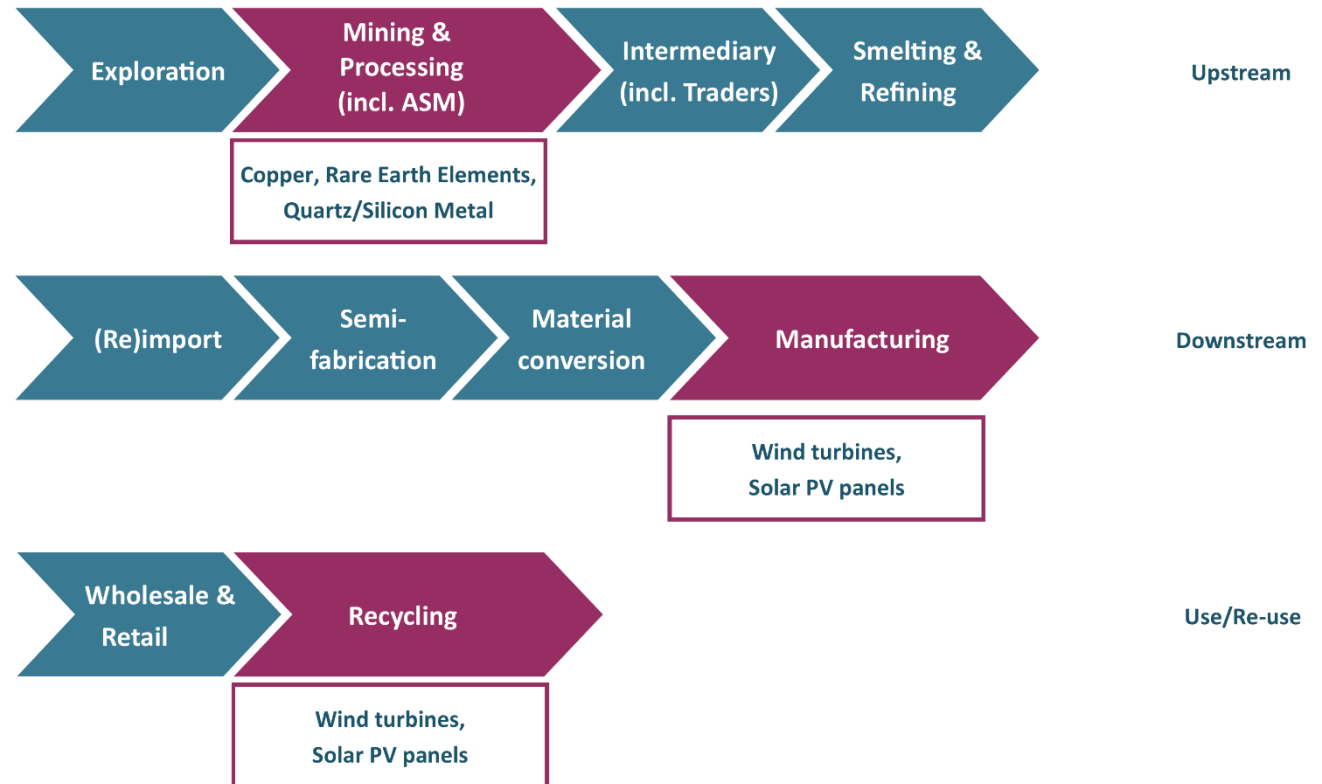 Exploration
Mining &
Processing
(incl. ASM)
Intermediary
(incl. Traders)
Smelting &
Refining
Upstream
Copper, Rare Earth Elements,
Quartz/Silicon Metal
(Re)import
Semi-
fabrication
Material
conversion
Manufacturing
Downstream
Wind turbines,
Solar PV panels
Wholesale &
Retail
Recycling
Use/Re-use
Wind turbines,
Solar PV panels